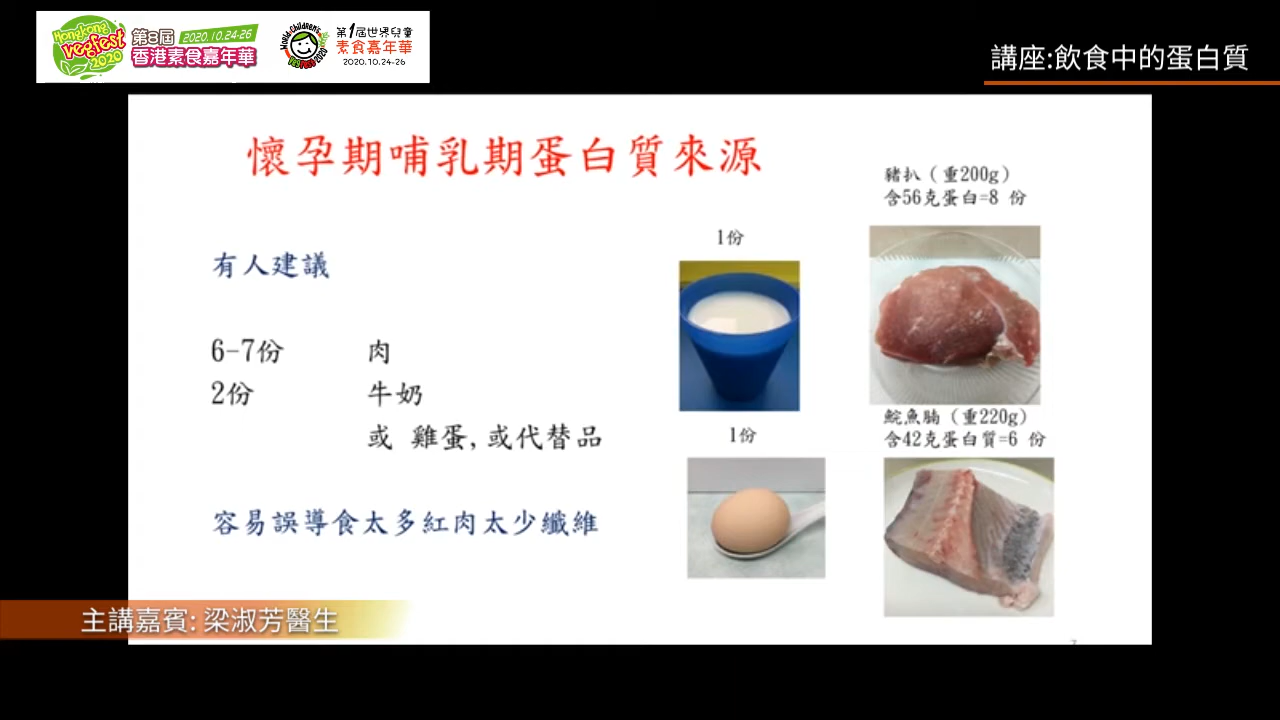 Hongkong
vegfest
2020
第8屆
2020.10.24-26
香港素食嘉年華
World Children's
第1屆世界兒童
素食嘉年華
2020.10.24-26
講座:飲食中的蛋白質
懷孕期哺乳期蛋白質來源
豬扒(重200g)
含56克蛋白=8 份
1份
有人建議
6-7份 肉
2份 牛奶
或 雞蛋,或代替品
鯇魚腩(重220g)
含42克蛋白質=6 份
1份
容易誤導食太多紅肉太少纖維
主講嘉賓: 梁淑芳醫生